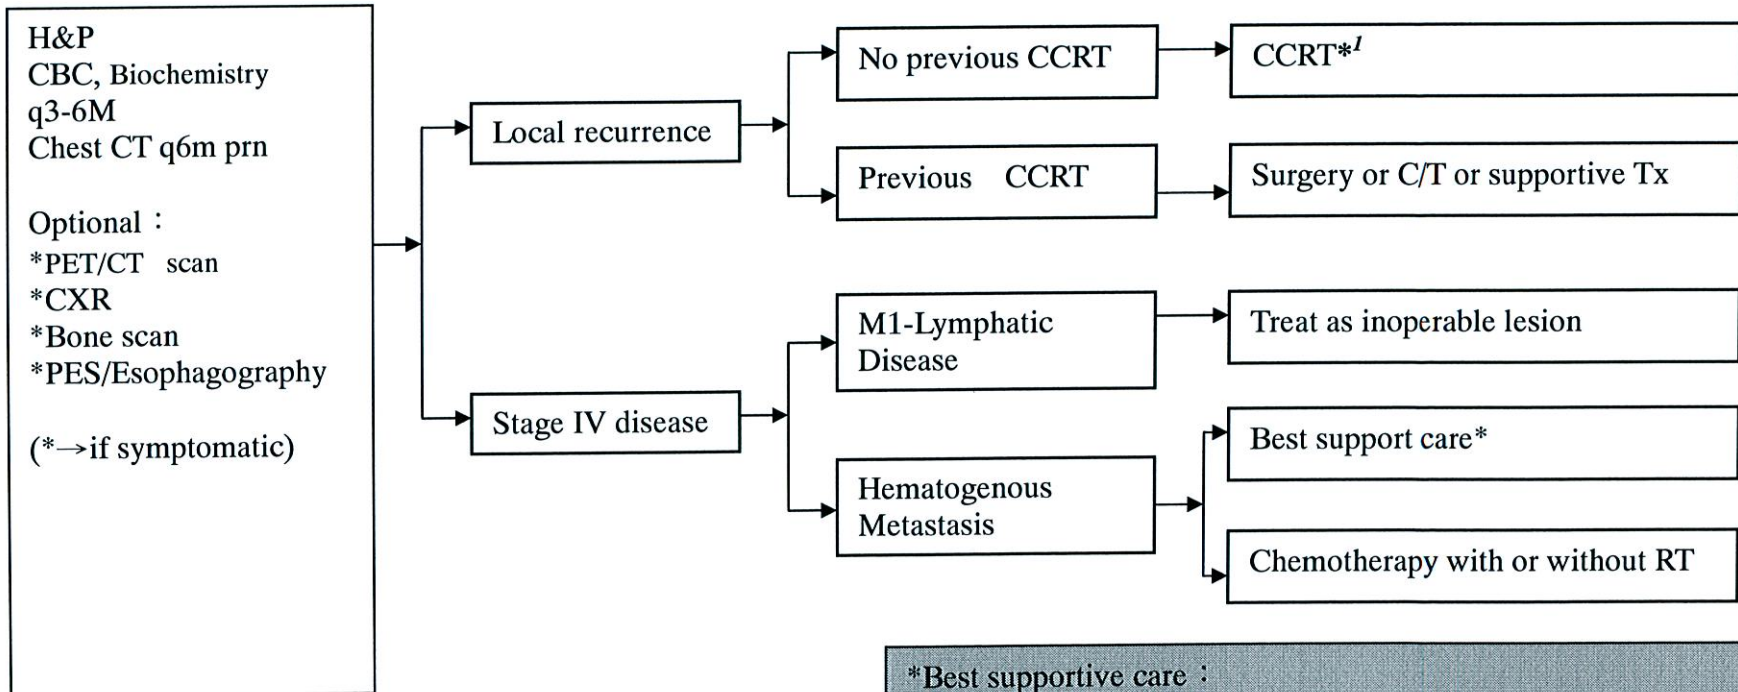 H&P
CBC, Biochemistry
q3-6M
Chest CT q6m prn
Optional：
*PET/CT scan
*CXR
*Bone scan
*PES/Esophagography
(*→if symptomatic)
Local recurrence
Stage IV disease
No previous CCRT
Previous CCRT
M1-Lymphatic
Disease
Hematogenous
Metastasis
CCRT*1
Surgery or C/T or supportive Tx
Treat as inoperable lesion
Best support care*
Chemotherapy with or without RT
*Best supportive care：